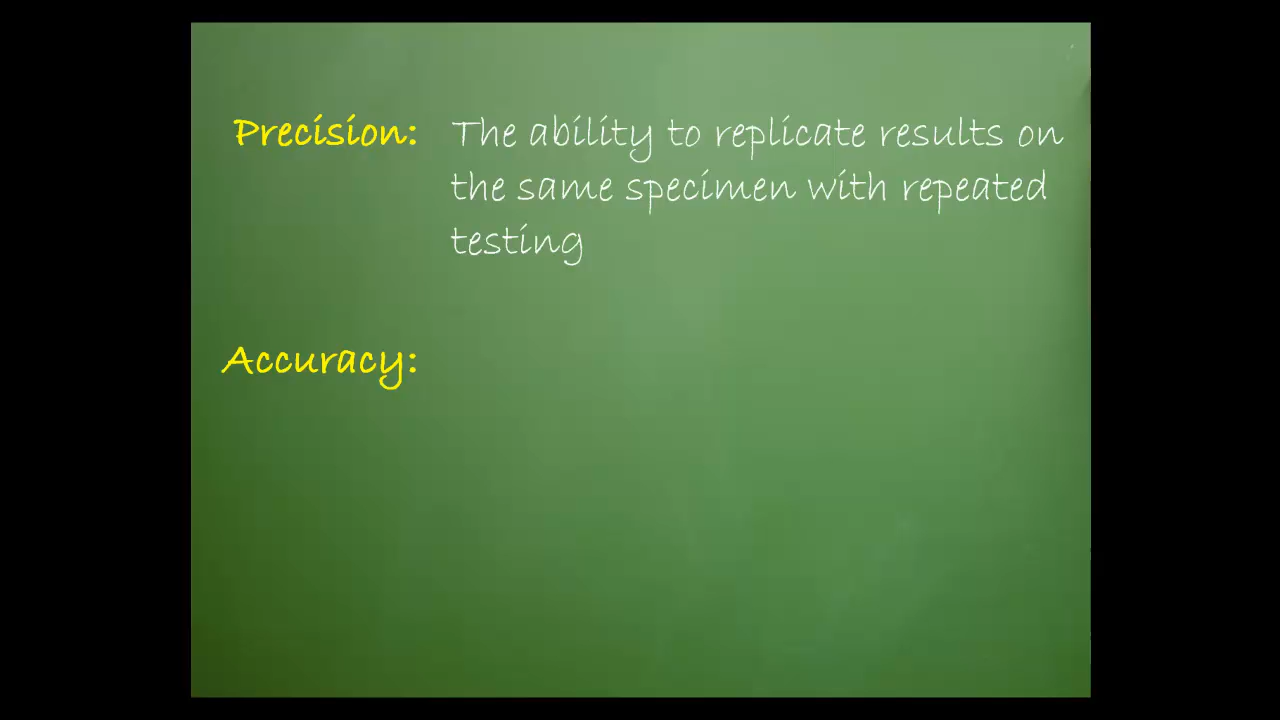 Precision: The ability to replicate results on
the same specimen with repeated
testing
Accuracy: